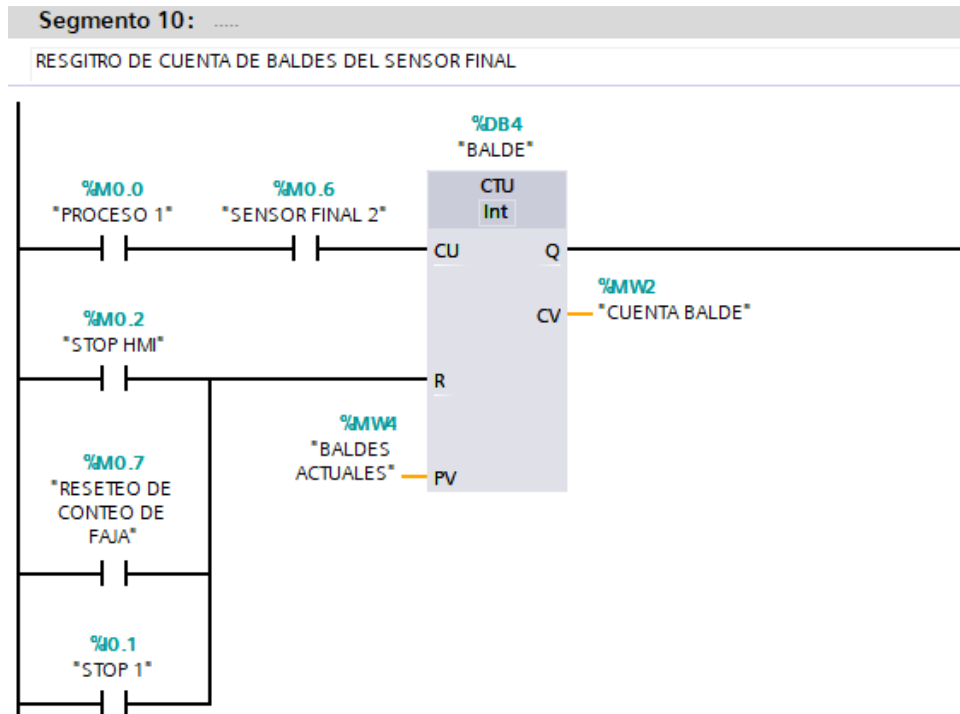 Segmento 10: .....
RESGITRO DE CUENTA DE BALDES DEL SENSOR FINAL
%DB4
"BALDE"
CTU
Int
%M0.0
"PROCESO 1"
%M0.6
"SENSOR FINAL 2"
CU
Q
%MW2
"CUENTA BALDE"
CV
%M0.2
"STOP HMI"
R
%MW4
"BALDES
ACTUALES"
PV
%M0.7
"RESETEO DE
CONTEO DE
FAJA"
%I0.1
"STOP 1"